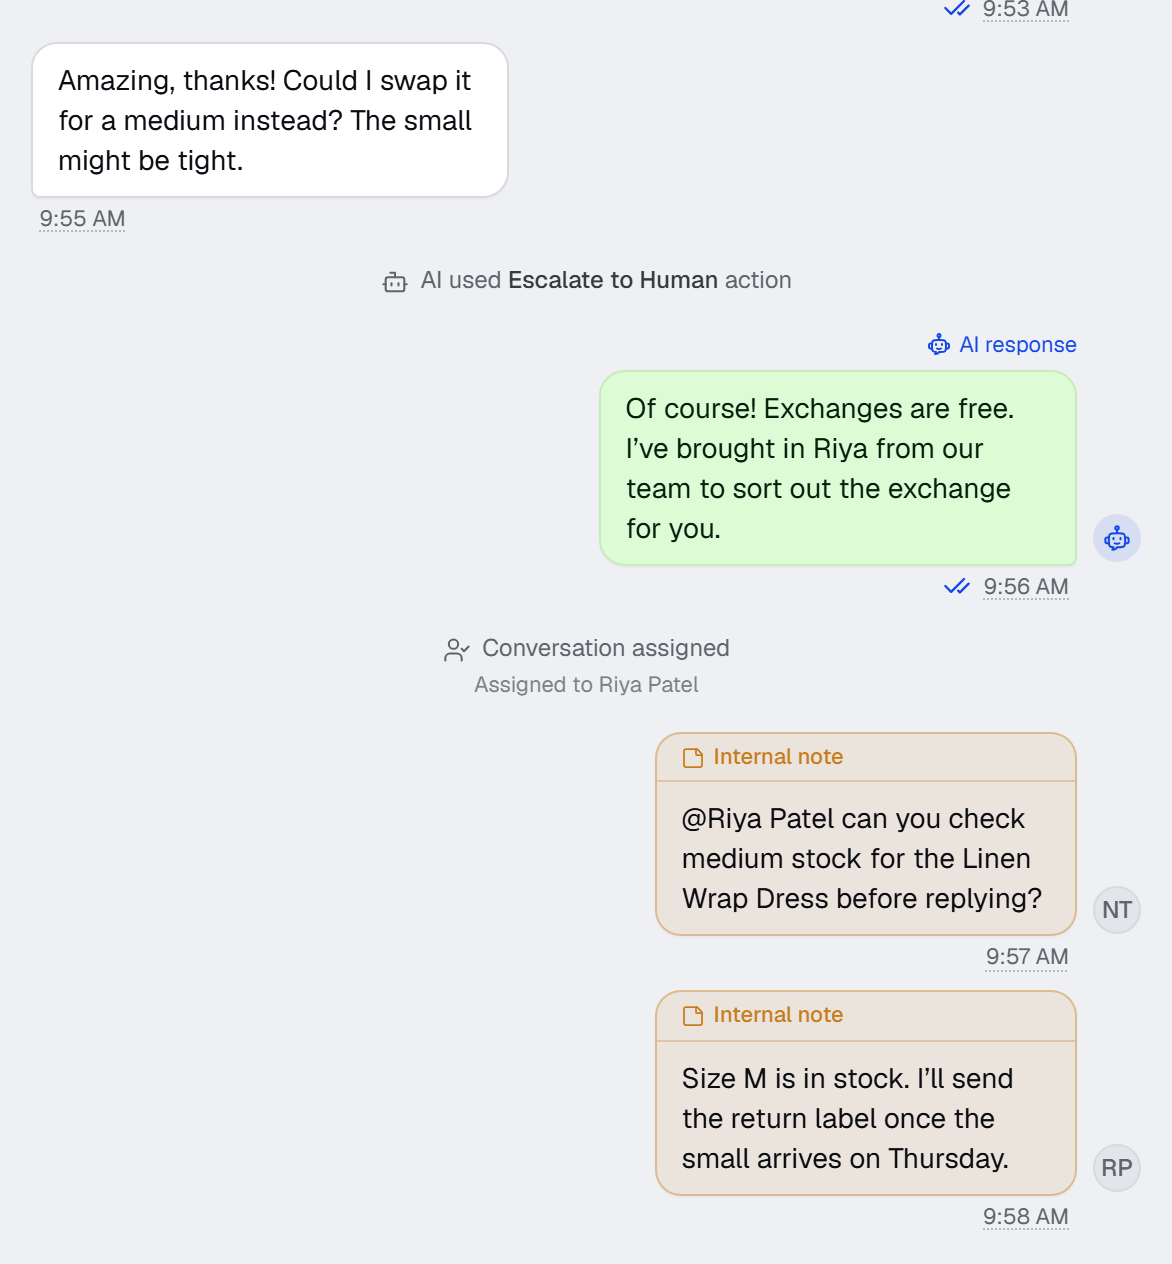 9:53 AM
Amazing, thanks! Could I swap it
for a medium instead? The small
might be tight.
9:55 AM
AI used Escalate to Human action
AI response
Of course! Exchanges are free.
I’ve brought in Riya from our
team to sort out the exchange
for you.
9:56 AM
Conversation assigned
Assigned to Riya Patel
Internal note
@Riya Patel can you check
medium stock for the Linen
Wrap Dress before replying?
NT
9:57 AM
Internal note
Size M is in stock. I’ll send
the return label once the
small arrives on Thursday.
RP
9:58 AM